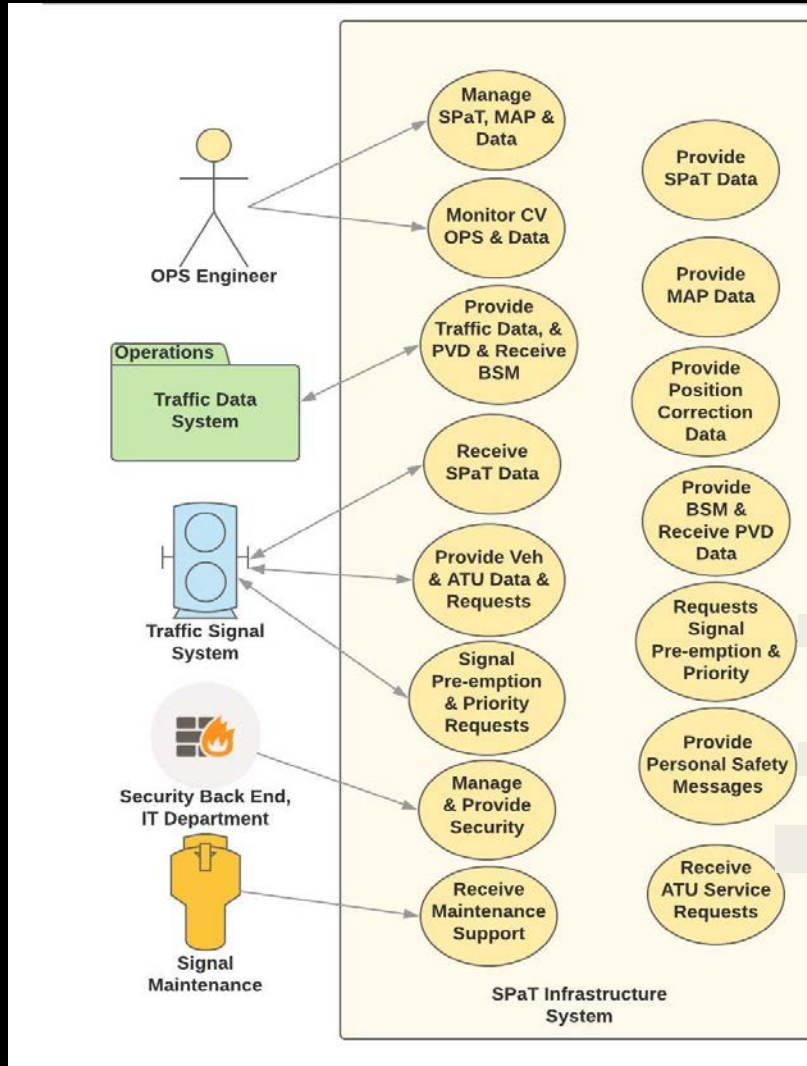 OPS Engineer
Operations
Traffic Data
System
Traffic Signal
System
Security Back End,
IT Department
Signal
Maintenance
Manage
SPaT, MAP &
Data
Monitor CV
OPS & Data
Provide
Traffic Data, &
PVD & Receive
BSM
Receive
SPaT Data
Provide Veh
& ATU Data &
Requests
Signal
Pre-emption
& Priority
Requests
Manage
& Provide
Security
Receive
Maintenance
Support
Provide
SPaT Data
Provide
MAP Data
Provide
Position
Correction
Data
Provide
BSM &
Receive PVD
Data
Requests
Signal
Pre-emption &
Priority
Provide
Personal Safety
Messages
Receive
ATU Service
Requests
SPaT Infrastructure
System